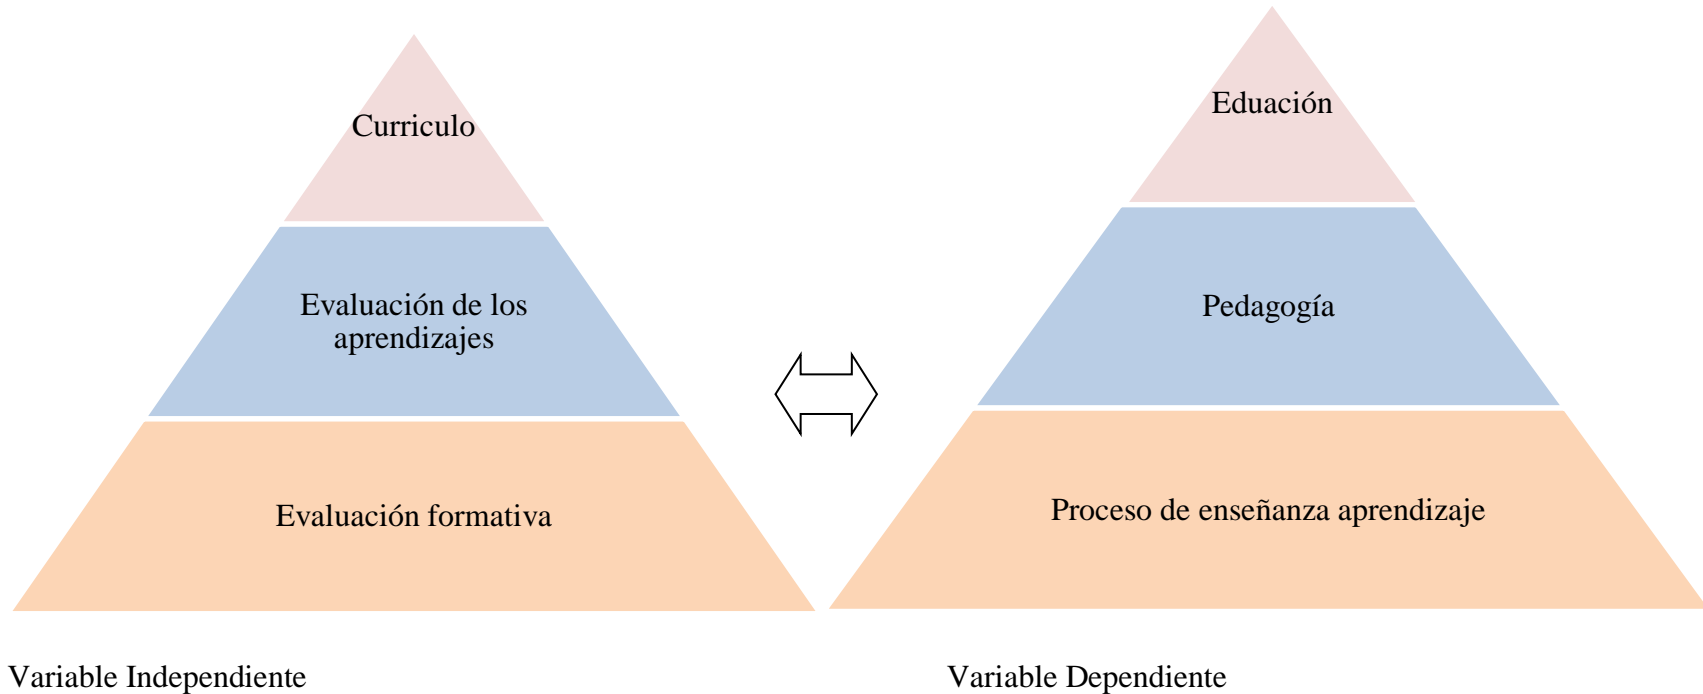 Curriculo
Evaluación de los
aprendizajes
Evaluación formativa
Eduación
Pedagogía
Proceso de enseñanza aprendizaje
Variable Independiente
Variable Dependiente